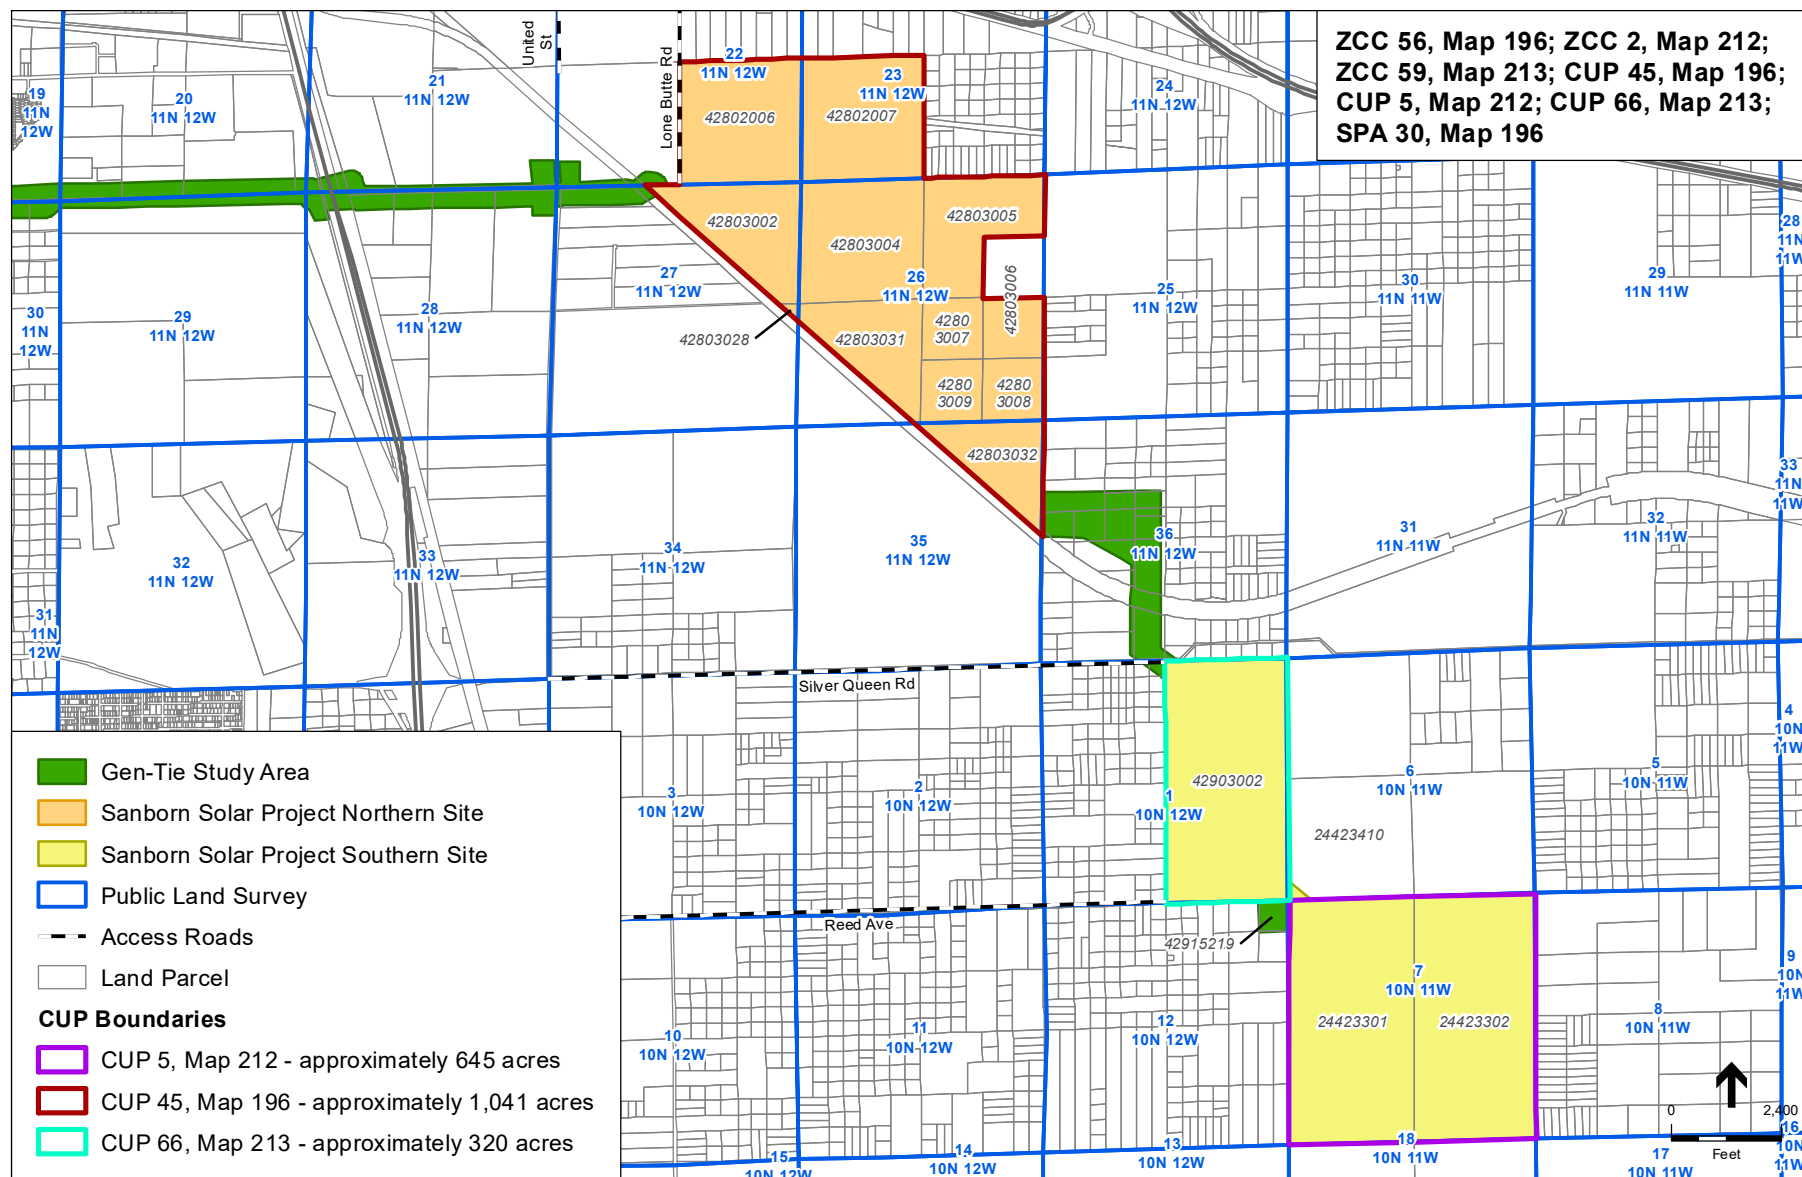 ZCC 56, Map 196; ZCC 2, Map 212;
ZCC 59, Map 213; CUP 45, Map 196;
CUP 5, Map 212; CUP 66, Map 213;
SPA 30, Map 196
United
St
Lone Butte Rd
22
11N 12W
23
11N 12W
24
11N 12W
21
11N 12W
20
11N 12W
19
11N
12W
42802006
42802007
42803002
42803004
42803005
42803006
28
11N
11W
27
11N 12W
26
11N 12W
25
11N 12W
30
11N 11W
29
11N 11W
30
11N
12W
29
11N 12W
28
11N 12W
42803028
42803031
4280
3007
4280
3009
4280
3008
42803032
33
11N
11W
32
11N 11W
31
11N 11W
36
11N 12W
35
11N 12W
34
11N 12W
33
11N 12W
32
11N 12W
31
11N
12W
Silver Queen Rd
42903002
4
10N
11W
5
10N 11W
6
10N 11W
1
10N 12W
2
10N 12W
3
10N 12W
24423410
Reed Ave
42915219
7
10N 11W
24423301
24423302
9
10N
11W
8
10N 11W
12
10N 12W
11
10N 12W
10
10N 12W
15
10N 12W
14
10N 12W
13
10N 12W
18
10N 11W
17
10N 11W
16
10N
11W
0
2,400
Feet
Gen-Tie Study Area
Sanborn Solar Project Northern Site
Sanborn Solar Project Southern Site
Public Land Survey
Access Roads
Land Parcel
CUP Boundaries
CUP 5, Map 212 - approximately 645 acres
CUP 45, Map 196 - approximately 1,041 acres
CUP 66, Map 213 - approximately 320 acres